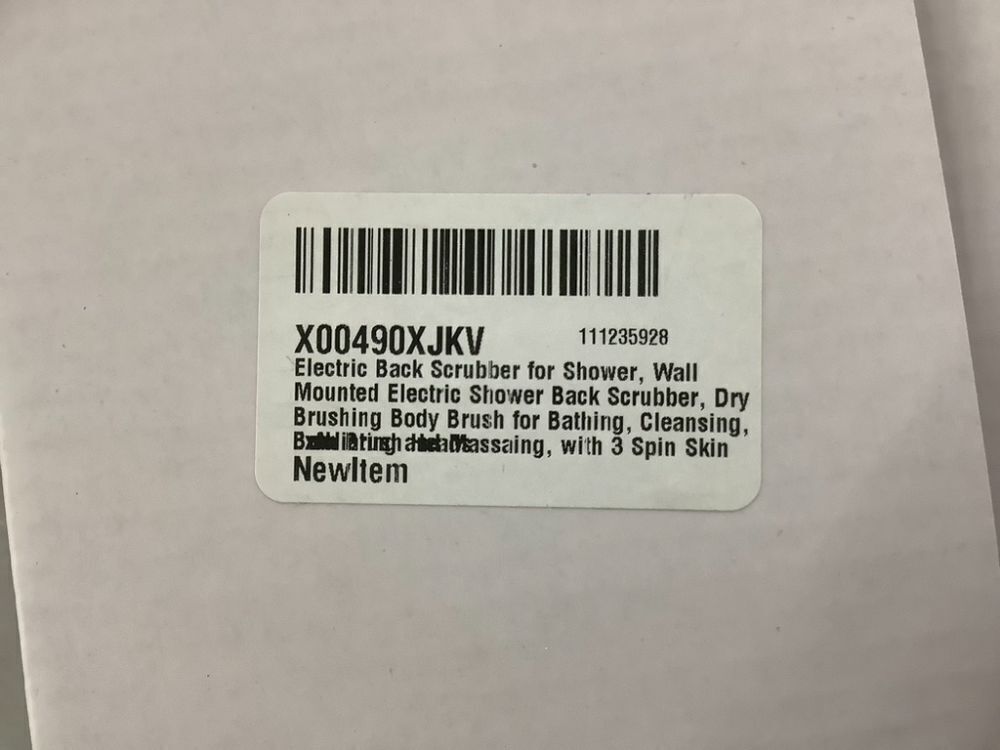 X00490XJKV
111235928
Electric Back Scrubber for Shower, Wall
Mounted Electric Shower Back Scrubber, Dry
Brushing Body Brush for Bathing, Cleansing,
with 3 Spin Skin
NewItem